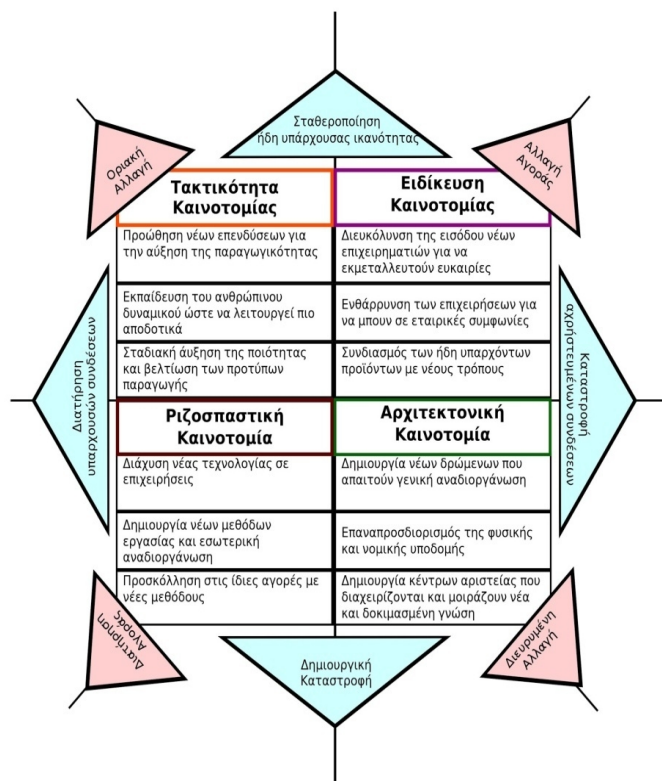 Σταθεροποίηση
ήδη υπάρχουσας ικανότητας
Οριακή
Αλλαγή
Αλλαγή
Αγοράς
Τακτικότητα
Καινοτομίας
Ειδίκευση
Καινοτομίας
Προώθηση νέων επενδύσεων για
την αύξηση της παραγωγικότητας
Διευκόλυνση της εισόδου νέων
επιχειρηματιών για να
εκμεταλλευτούν ευκαιρίες
Εκπαίδευση του ανθρώπινου
δυναμικού ώστε να λειτουργεί πιο
αποδοτικά
Ενθάρρυνση των επιχειρήσεων για
να μπουν σε εταιρικές συμφωνίες
Σταδιακή άυξηση της ποιότητας
και βελτίωση των προτύπων
παραγωγής
Συνδιασμός των ήδη υπαρχόντων
προϊόντων με νέους τρόπους
Διατήρηση
υπαρχουσών συνδέσεων
Καταστροφή
αχρήστευμένων συνδέσεων
Ριζοσπαστική
Καινοτομία
Αρχιτεκτονική
Καινοτομία
Διάχυση νέας τεχνολογίας σε
επιχειρήσεις
Δημιουργία νέων δρώμενων που
απαιτούν γενική αναδιοργάνωση
Δημιουργία νέων μεθόδων
εργασίας και εσωτερική
αναδιοργάνωση
Επαναπροσδιορισμός της φυσικής
και νομικής υποδομής
Προσκόλληση στις ίδιες αγορές με
νέες μεθόδους
Δημιουργία κέντρων αριστείας που
διαχειρίζονται και μοιράζουν νέα
και δοκιμασμένη γνώση
Διατήρηση
Αγοράς
Διευρυμένη
Αλλαγή
Δημιουργική
Καταστροφή